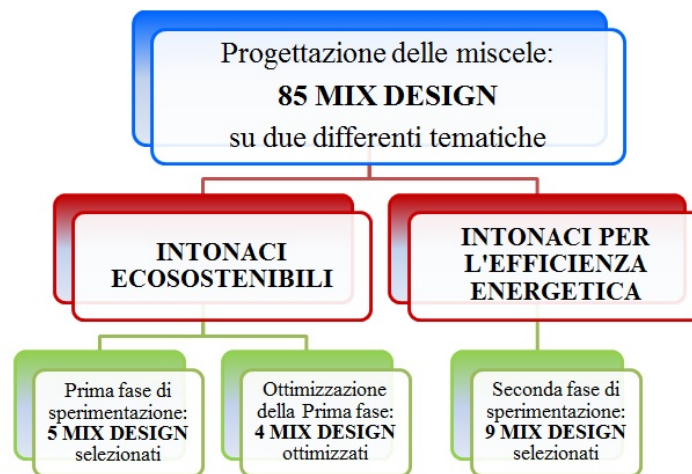 Progettazione delle miscele:
85 MIX DESIGN
su due differenti tematiche
INTONACI
ECOSOSTENIBILI
INTONACI PER
L'EFFICIENZA
ENERGETICA
Prima fase di
sperimentazione:
5 MIX DESIGN
selezionati
Ottimizzazione
della Prima fase:
4 MIX DESIGN
ottimizzati
Seconda fase di
sperimentazione:
9 MIX DESIGN
selezionati